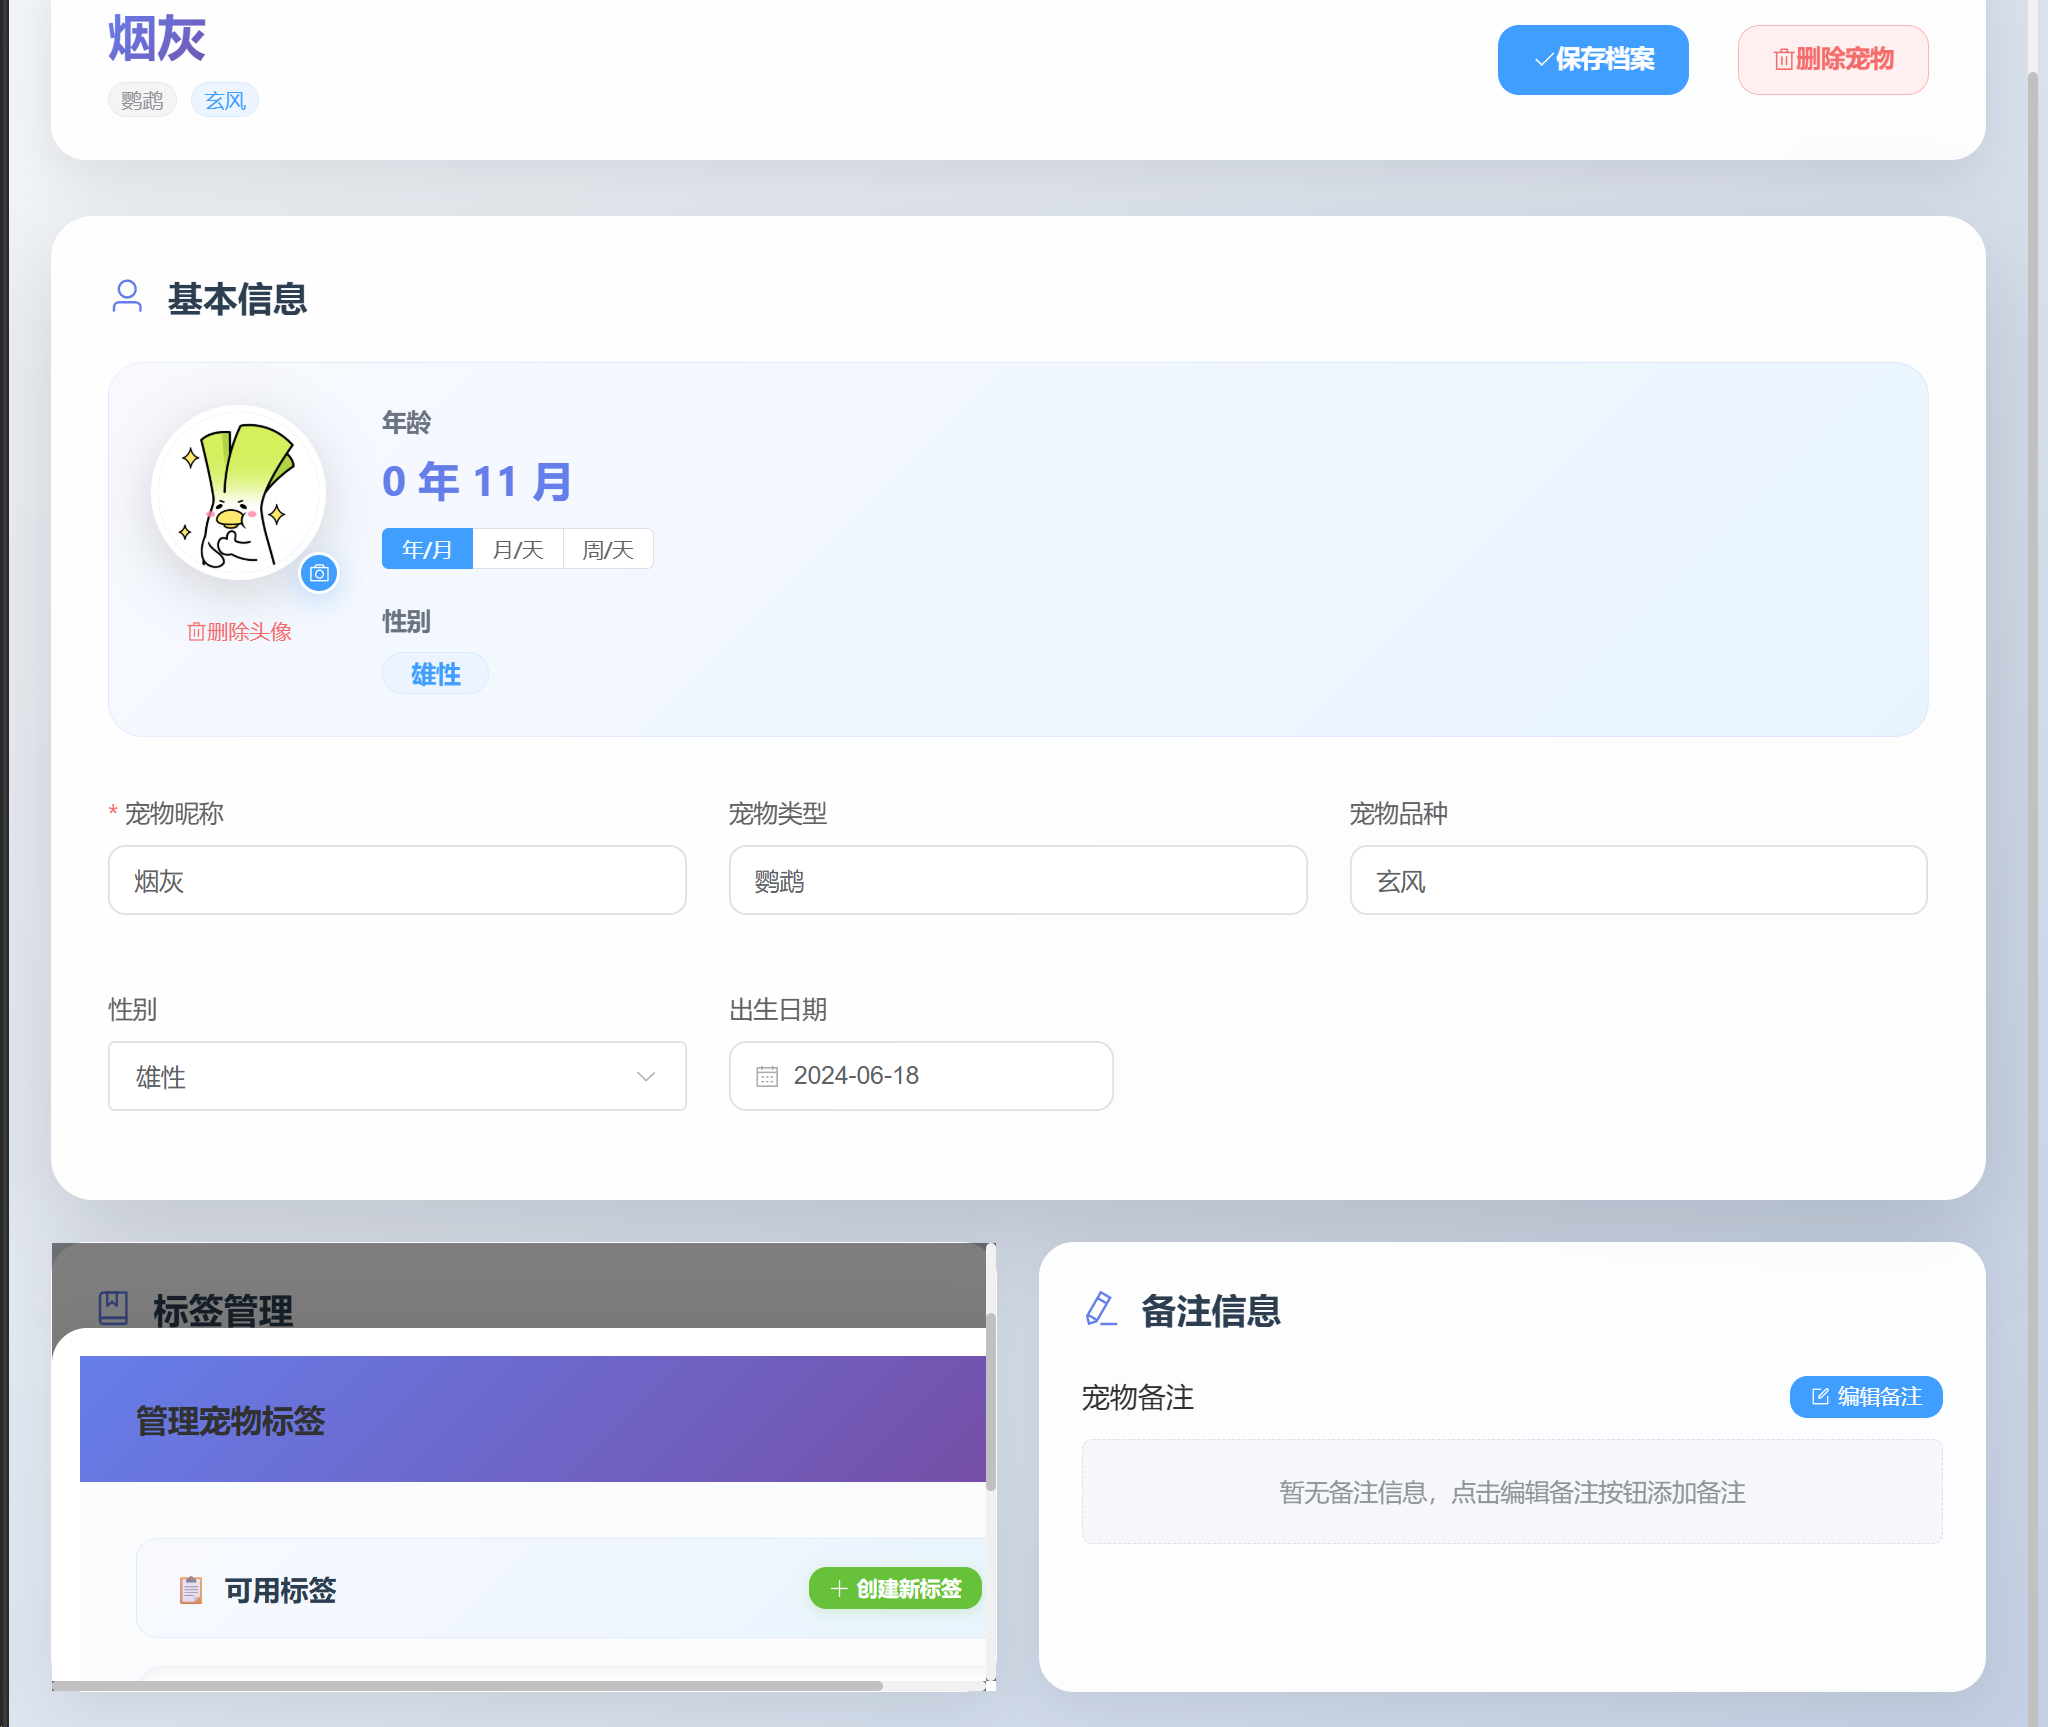 烟灰
保存档案
删除宠物
鹦鹉
玄风
基本信息
年龄
0 年 11 月
年/月
月/天
周/天
删除头像
性别
雄性
* 宠物昵称
宠物类型
宠物品种
烟灰
鹦鹉
玄风
性别
出生日期
雄性
2024-06-18
标签管理
管理宠物标签
可用标签
创建新标签
备注信息
宠物备注
编辑备注
暂无备注信息，点击编辑备注按钮添加备注